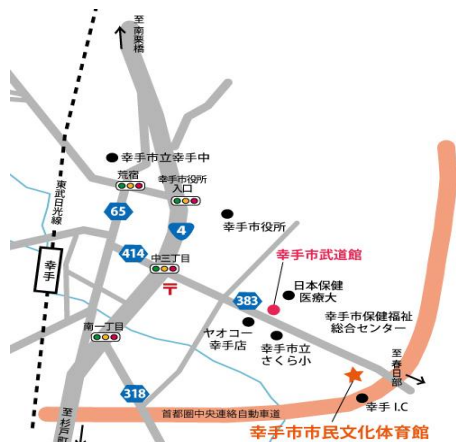 至南栗橋
幸手市立幸手中
荒宿
幸手市役所
入口
東武日光線
65
4
幸手市役所
414
中三丁目
幸手市武道館
幸手
〒
383
日本保健
医療大
幸手市保健福祉
総合センター
ヤオコー
幸手店
幸手市立
さくら小
南一丁目
至春日部
318
幸手 I.C
首都圏中央連絡自動車道
至杉戸町
幸手市市民文化体育館